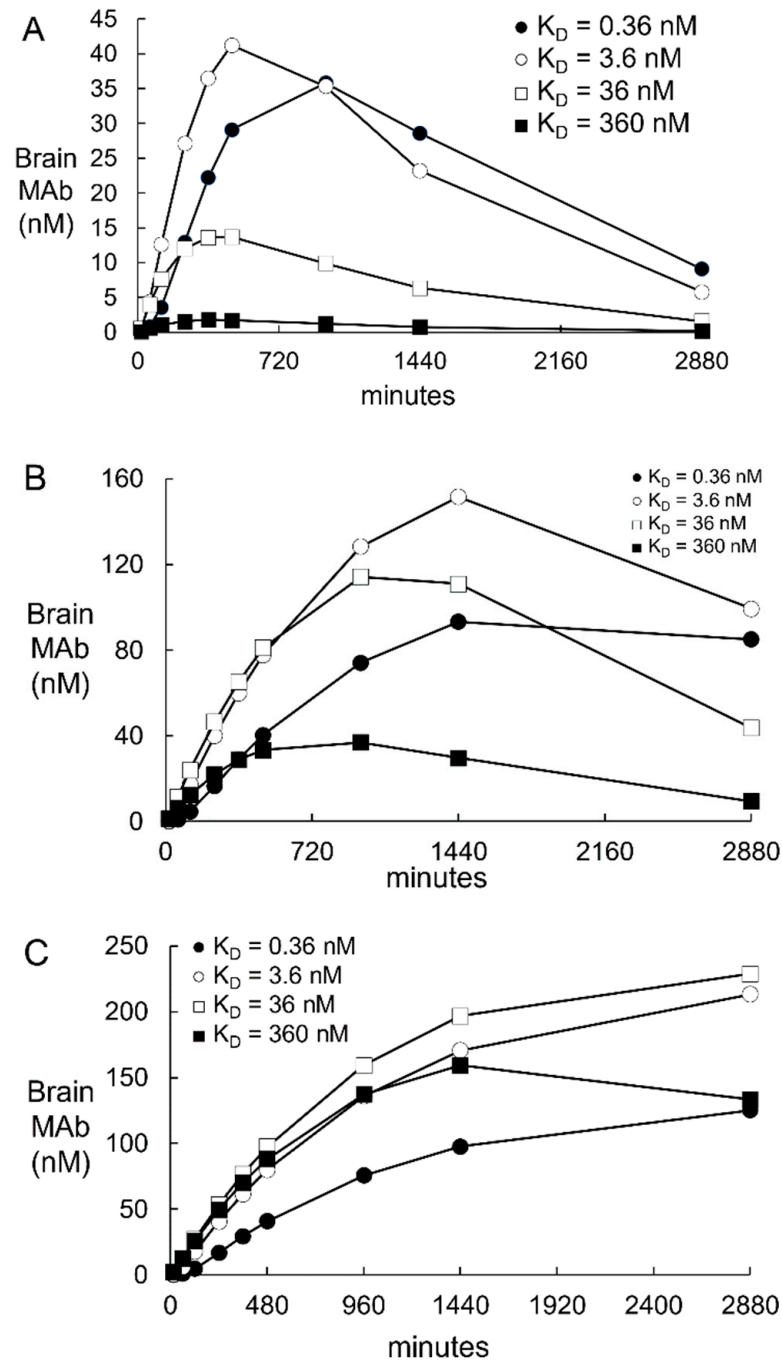 A
45
40
35
30
25
20
15
10
5
0
Brain
MAb
(nM)
K_D = 0.36 nM
K_D = 3.6 nM
K_D = 36 nM
K_D = 360 nM
0 720 1440 2160 2880
minutes
B
160
120
80
40
0
Brain
MAb
(nM)
K_D = 0.36 nM
K_D = 3.6 nM
K_D = 36 nM
K_D = 360 nM
0 720 1440 2160 2880
minutes
C
250
200
150
100
50
0
Brain
MAb
(nM)
K_D = 0.36 nM
K_D = 3.6 nM
K_D = 36 nM
K_D = 360 nM
0 480 960 1440 1920 2400 2880
minutes